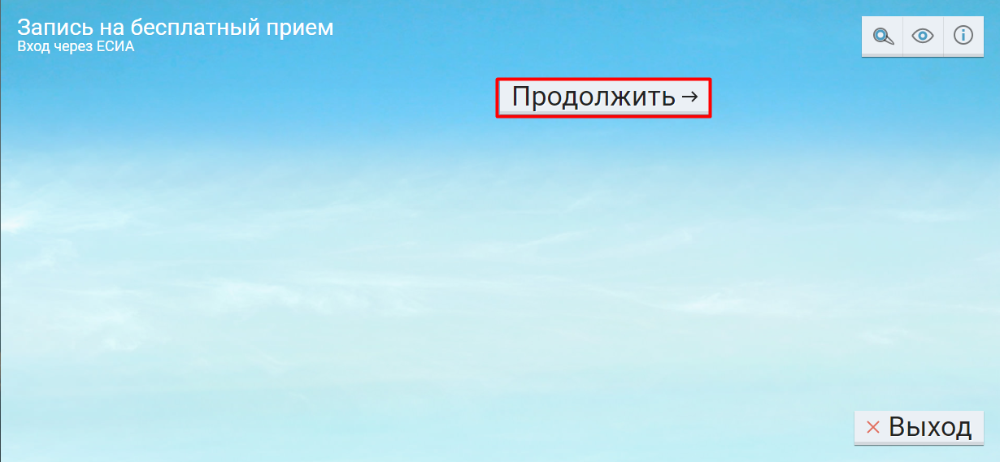 Запись на бесплатный прием
Вход через ЕСИА
Продолжить →
× Выход